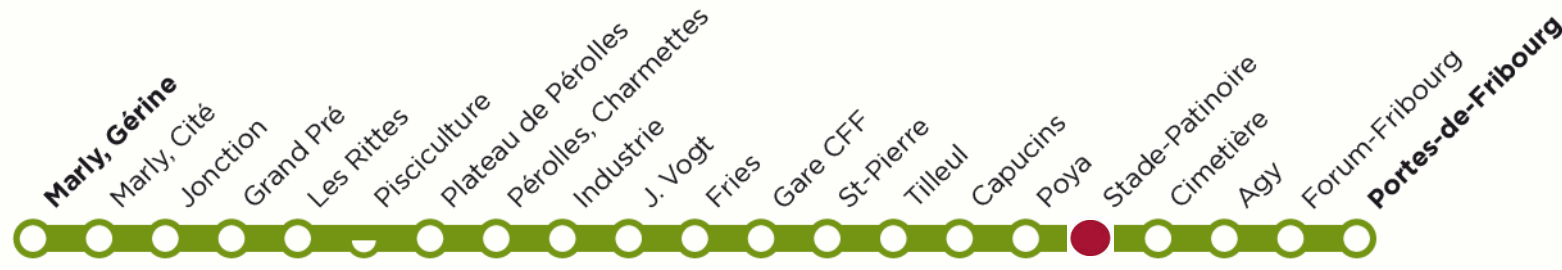 Marly, Gérine
Marly, Cité
Jonction
Grand Pré
Les Rittes
Pisciculture
Plateau de Pérolles
Pérolles, Charmettes
Industrie
J. Vogt
Fries
Gare CFF
St-Pierre
Tilleul
Capucins
Poya
Stade-Patinoire
Cimetière
Agy
Forum-Fribourg
Portes-de-Fribourg